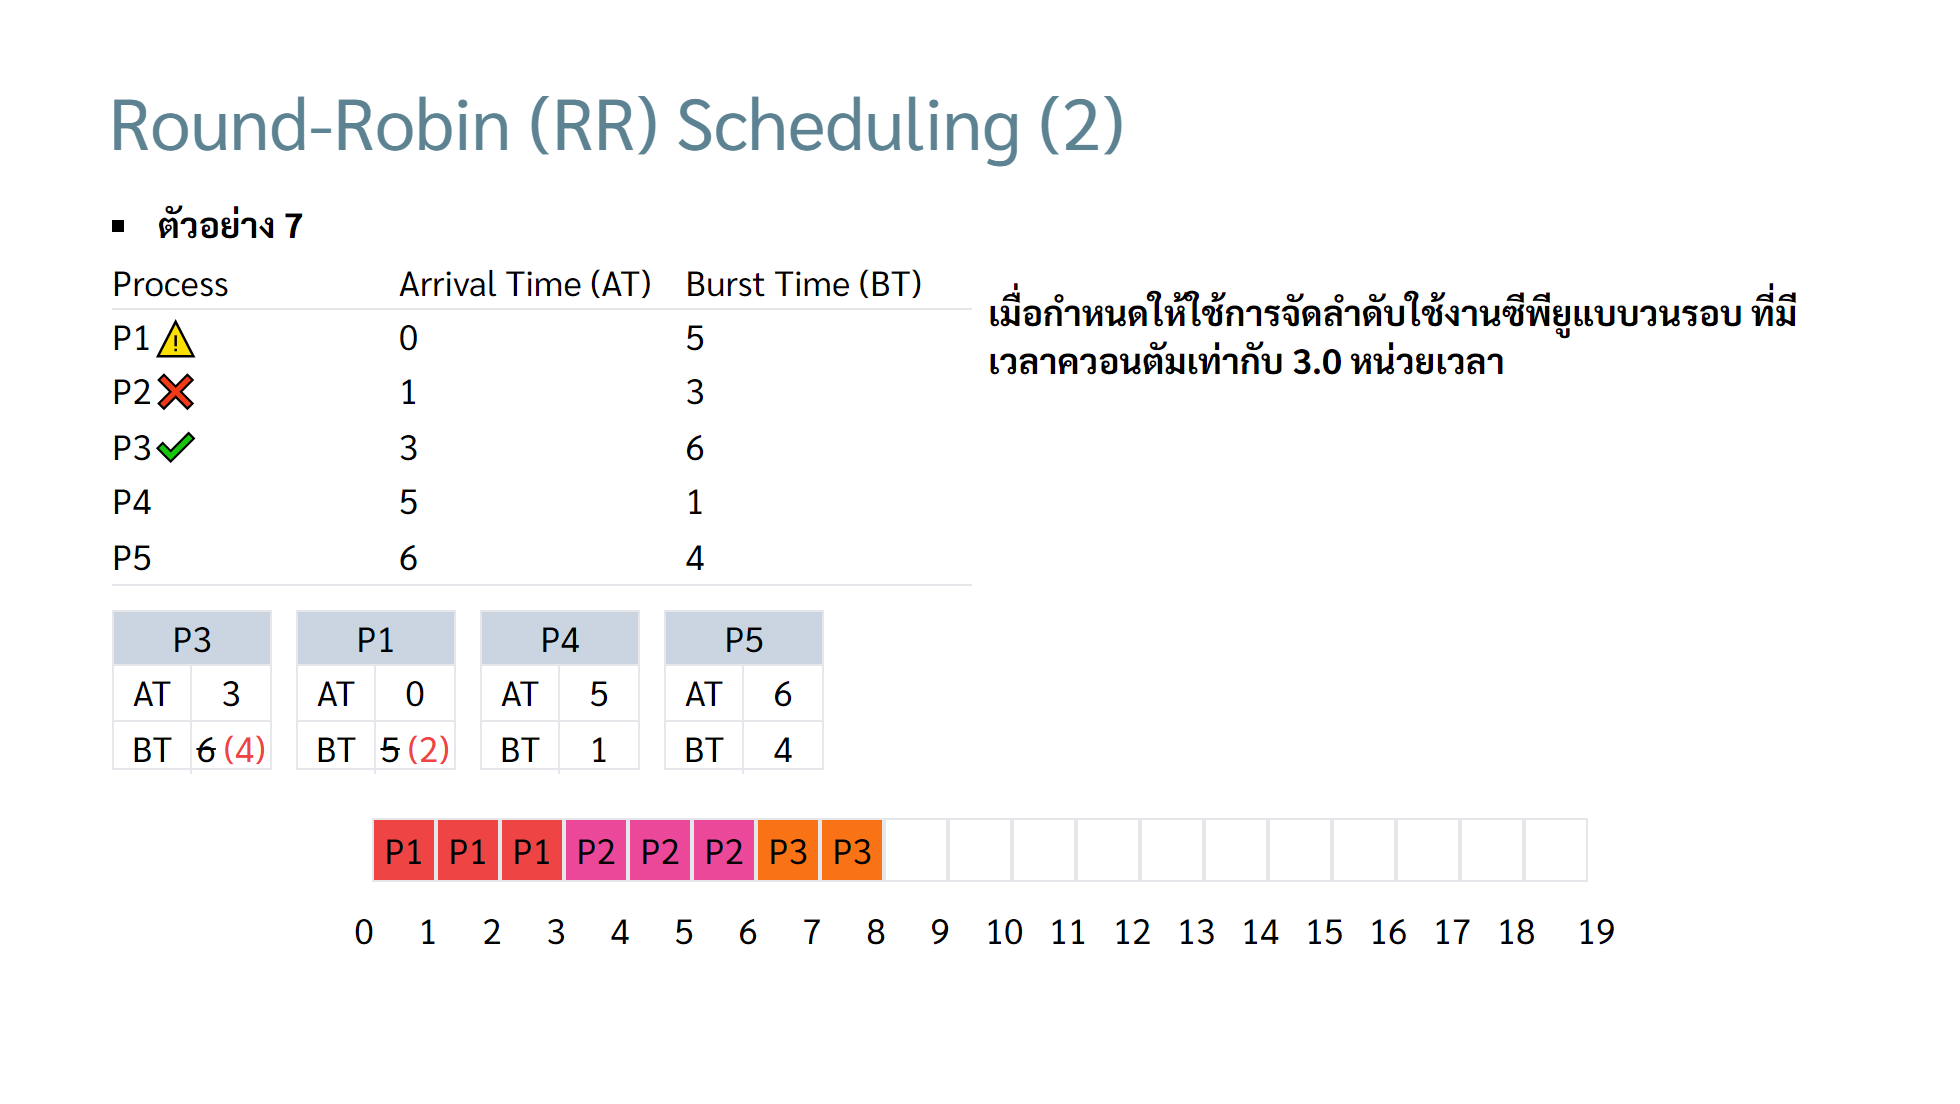 Round-Robin (RR) Scheduling (2)
▪ ตัวอย่าง 7
Process Arrival Time (AT) Burst Time (BT)
P1 0 5
P2 1 3
P3 3 6
P4 5 1
P5 6 4
เมื่อกำหนดให้ใช้การจัดลำดับใช้งานซีพียูแบบวนรอบ ที่มี
เวลาควอนตัมเท่ากับ 3.0 หน่วยเวลา
P3 P1 P4 P5
AT 3 AT 0 AT 5 AT 6
BT 6 (4) BT 5 (2) BT 1 BT 4
P1 P1 P1 P2 P2 P2 P3 P3
0 1 2 3 4 5 6 7 8 9 10 11 12 13 14 15 16 17 18 19